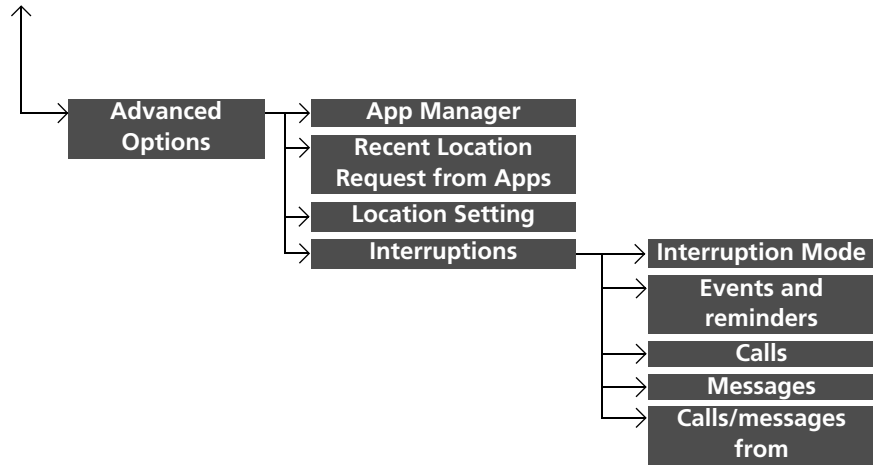 Advanced
Options
App Manager
Recent Location
Request from Apps
Location Setting
Interruptions
Interruption Mode
Events and
reminders
Calls
Messages
Calls/messages
from